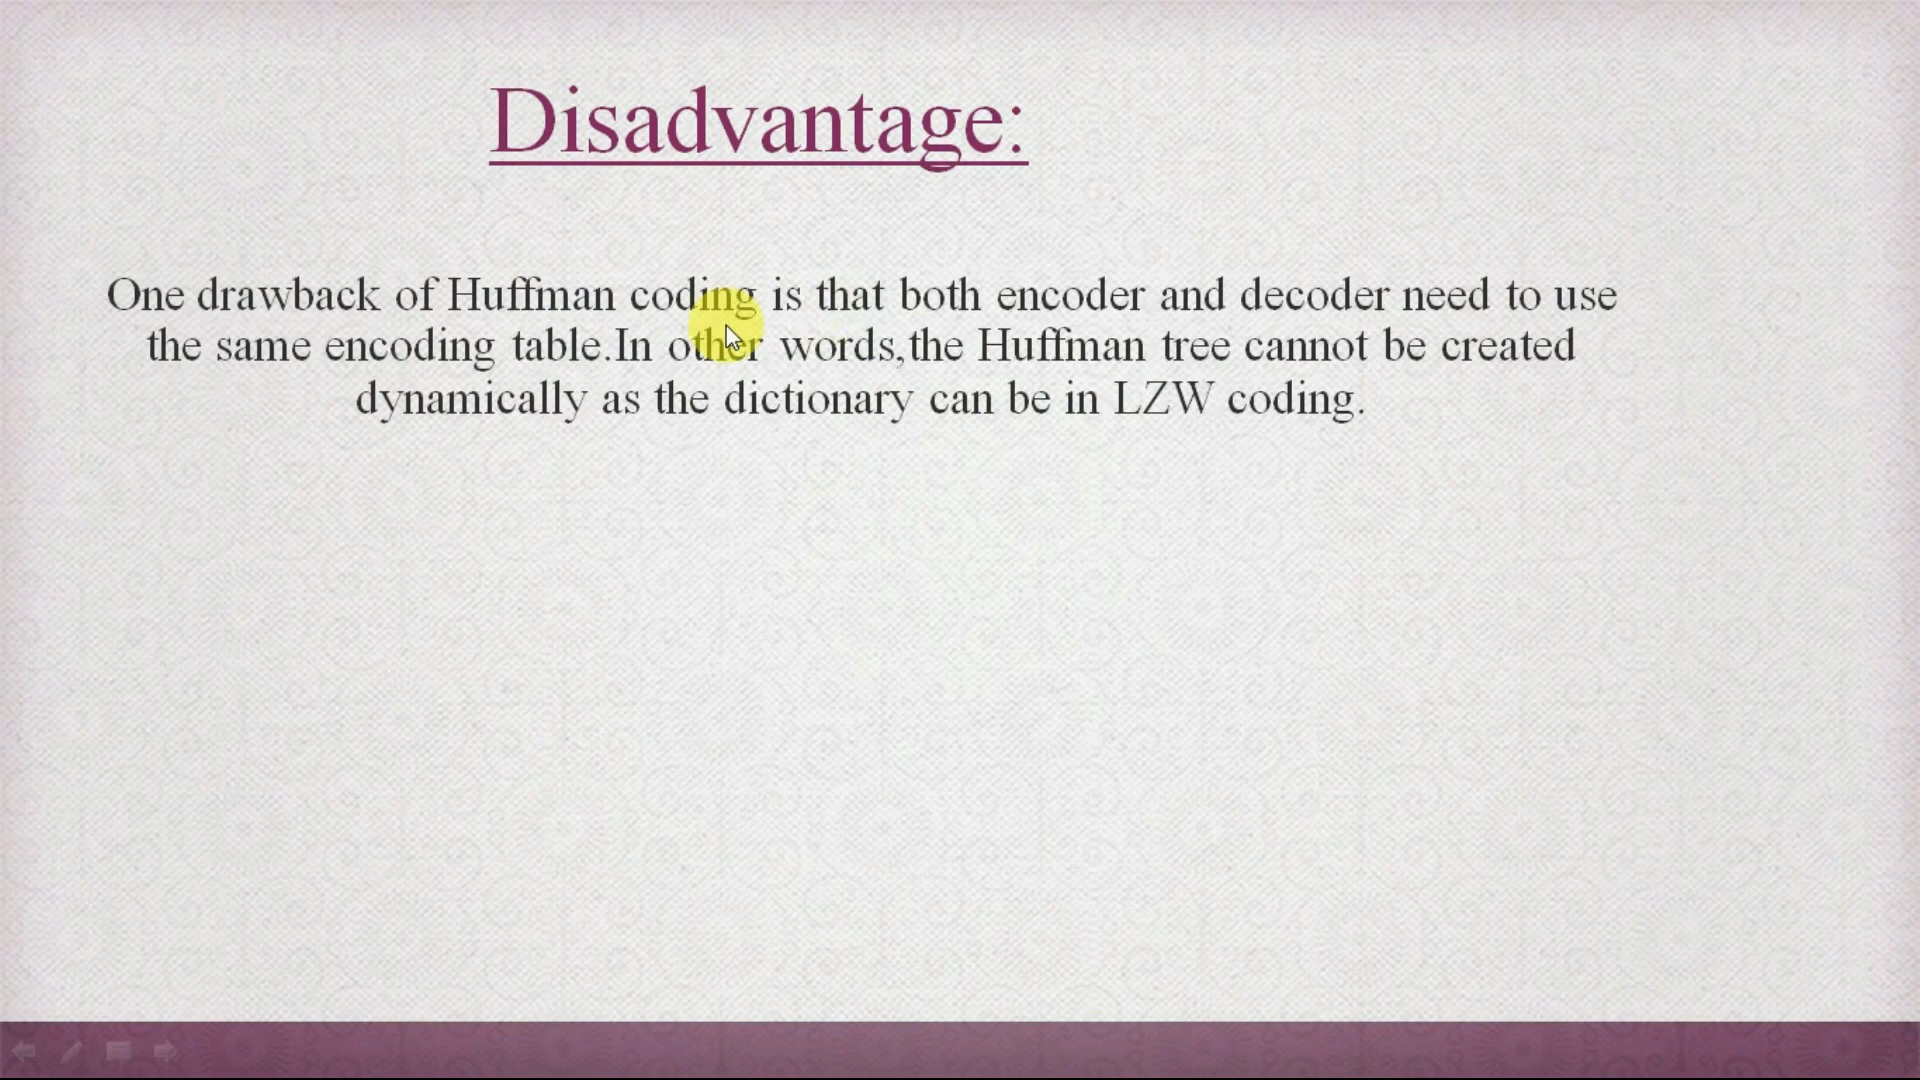 Disadvantage:
One drawback of Huffman coding is that both encoder and decoder need to use
the same encoding table.In other words,the Huffman tree cannot be created
dynamically as the dictionary can be in LZW coding.